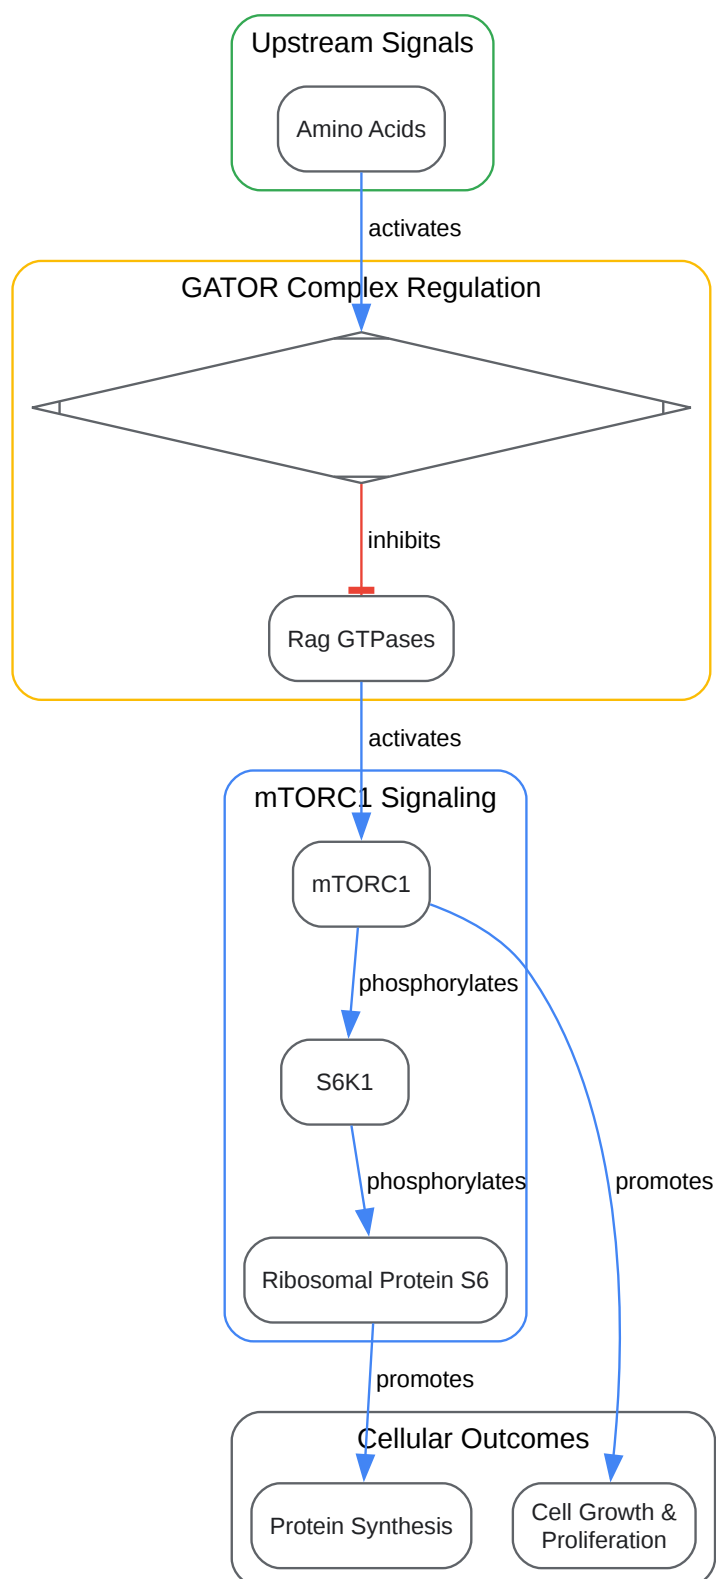 Upstream Signals
Amino Acids
activates
GATOR Complex Regulation
inhibits
Rag GTPases
activates
mTORC1 Signaling
mTORC1
phosphorylates
S6K1
phosphorylates
promotes
Ribosomal Protein S6
promotes
Cellular Outcomes
Protein Synthesis
Cell Growth &
Proliferation